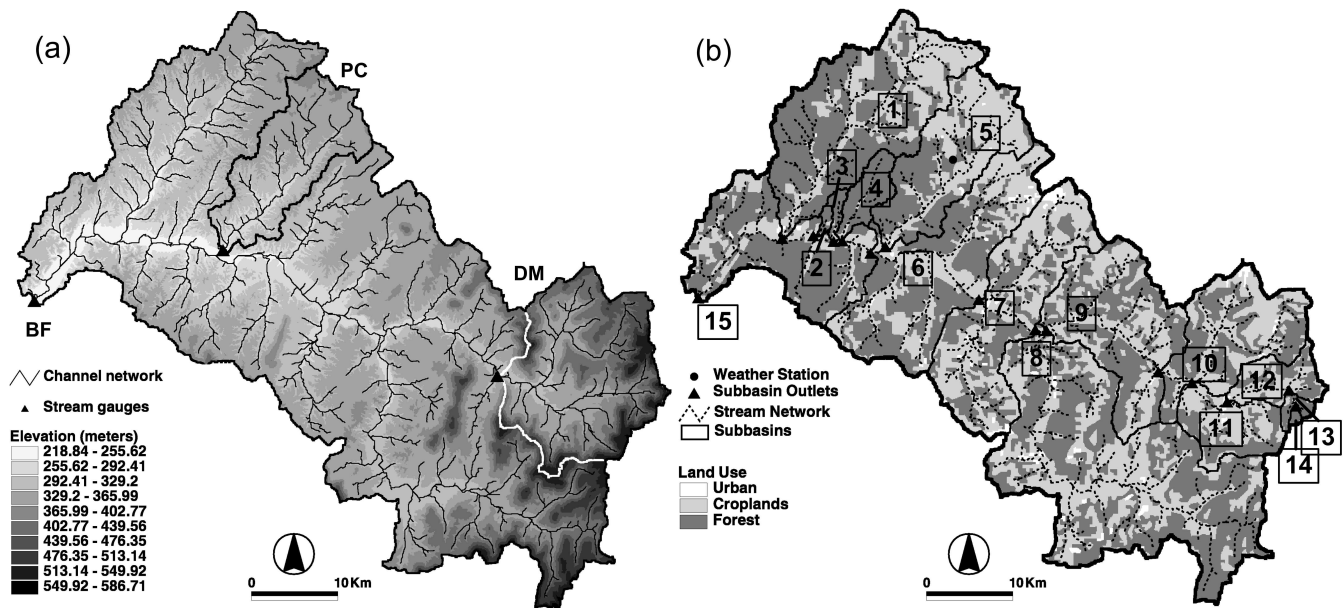 (a)
PC
DM
BF
Channel network
Stream gauges
Elevation (meters)
218.84 - 255.62
255.62 - 292.41
292.41 - 329.2
329.2 - 365.99
365.99 - 402.77
402.77 - 439.56
439.56 - 476.35
476.35 - 513.14
513.14 - 549.92
549.92 - 586.71
0 10 Km
(b)
1
5
3
4
2
6
15
7
9
8
10
12
11
13
14
Weather Station
Subbasin Outlets
Stream Network
Subbasins
Land Use
Urban
Croplands
Forest
0 10 Km